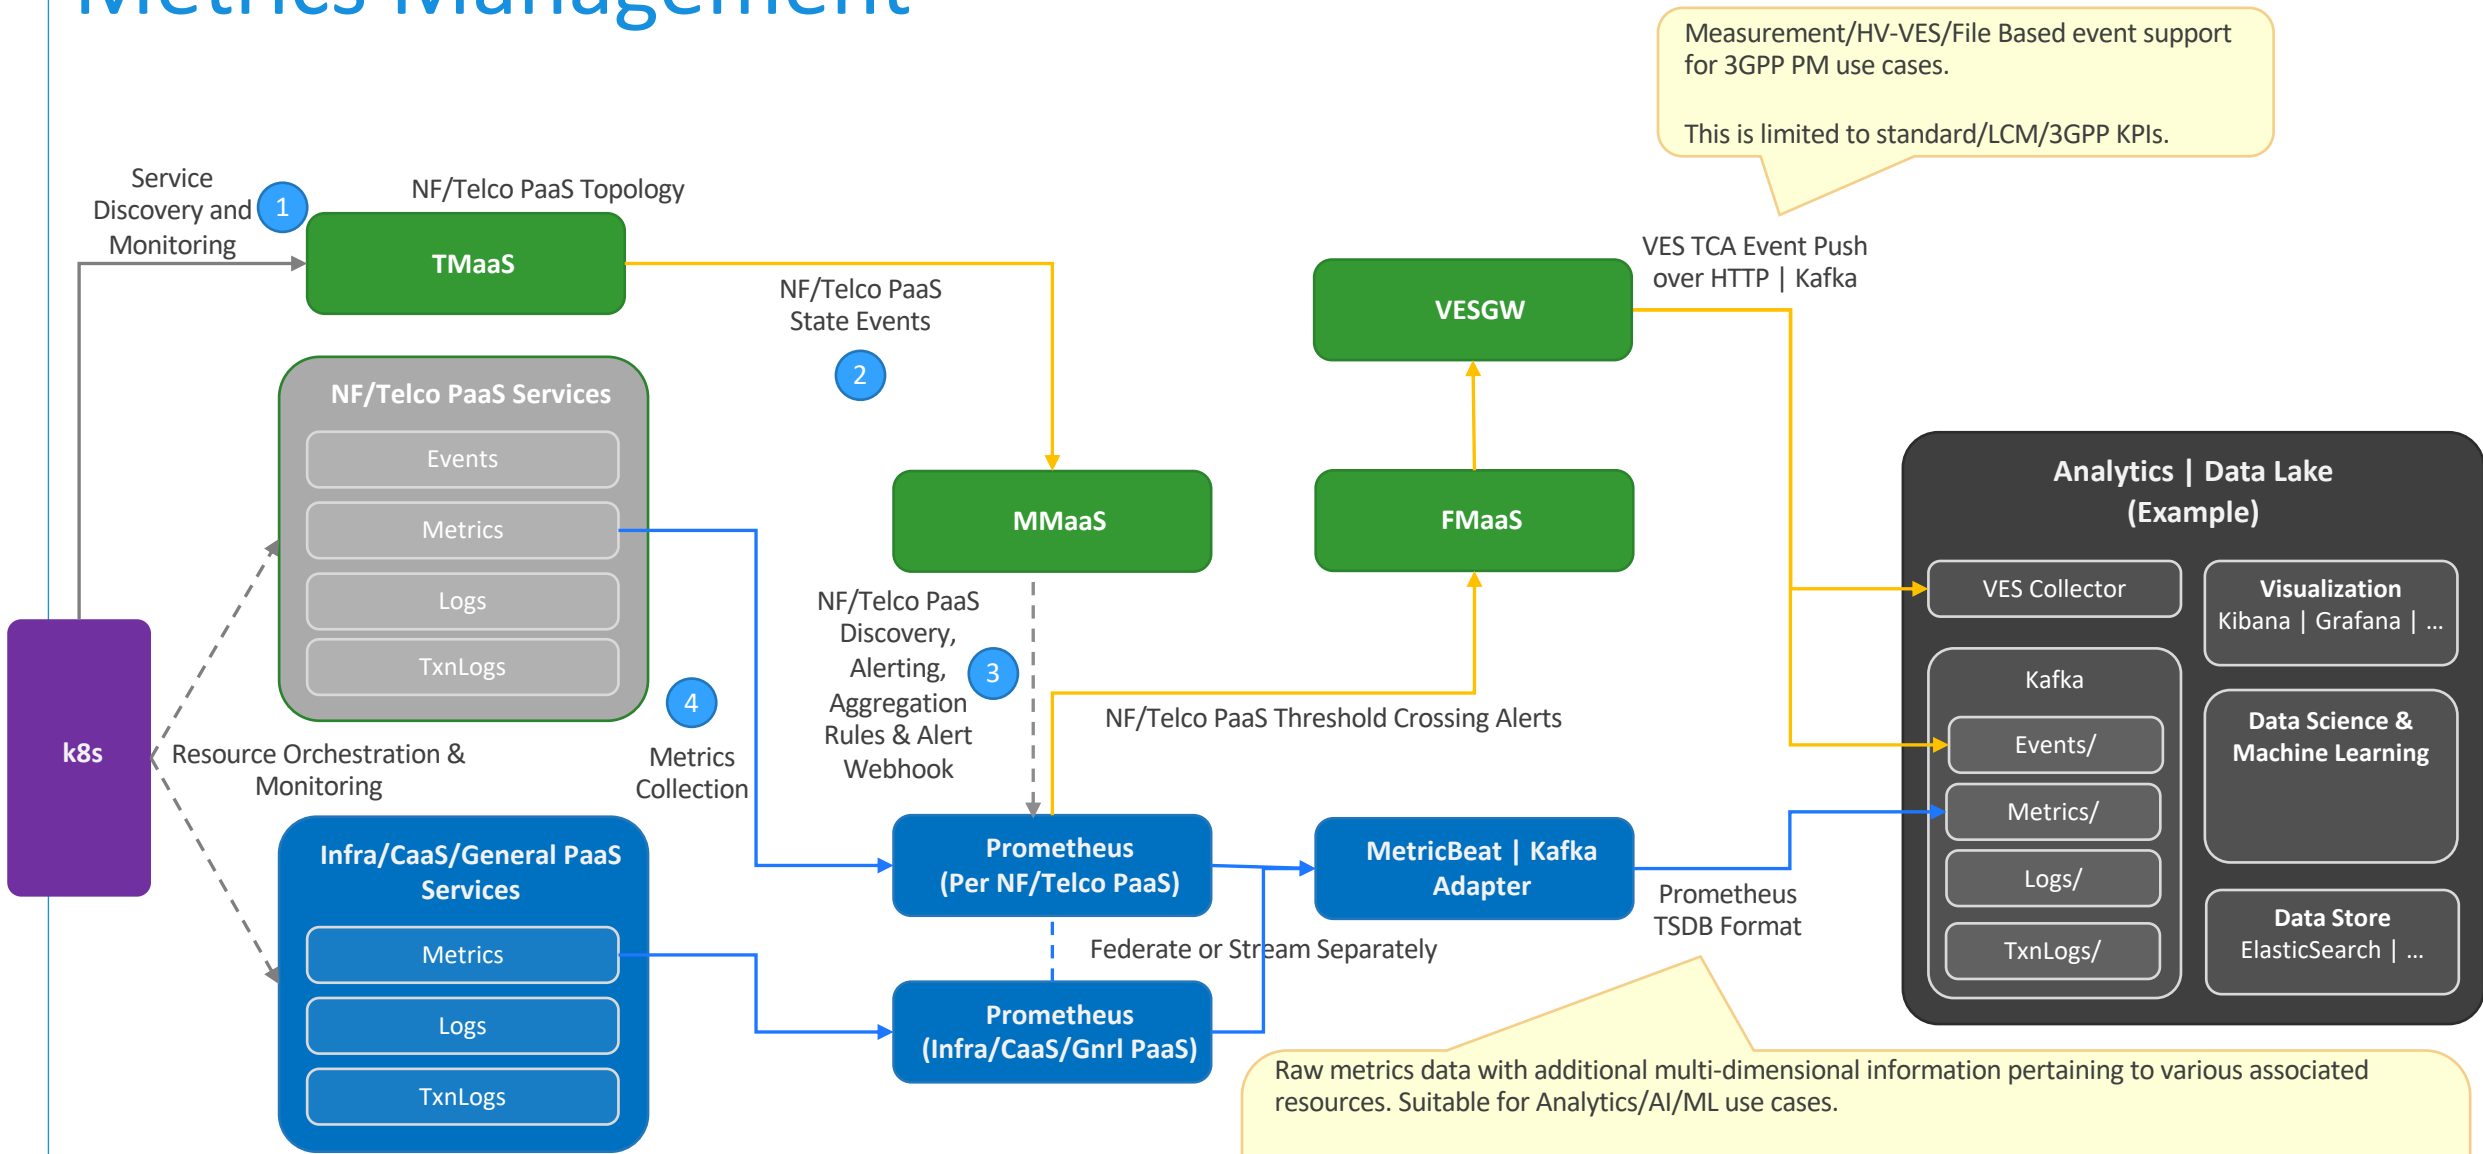 Metrics Management
Measurement/HV-VES/File Based event support
for 3GPP PM use cases.
This is limited to standard/LCM/3GPP KPIs.
Service
Discovery and
Monitoring
1
NF/Telco PaaS Topology
TMaaS
NF/Telco PaaS
State Events
2
VES TCA Event Push
over HTTP | Kafka
VESGW
NF/Telco PaaS Services
Events
Metrics
Logs
TxnLogs
MMaaS
FMaaS
NF/Telco PaaS
Discovery,
Alerting,
Aggregation
Rules & Alert
Webhook
3
4
Metrics
Collection
NF/Telco PaaS Threshold Crossing Alerts
k8s
Resource Orchestration &
Monitoring
Infra/CaaS/General PaaS
Services
Metrics
Logs
TxnLogs
Prometheus
(Per NF/Telco PaaS)
Federate or Stream Separately
Prometheus
(Infra/CaaS/Gnrl PaaS)
MetricBeat | Kafka
Adapter
Prometheus
TSDB Format
Analytics | Data Lake
(Example)
VES Collector
Kafka
Events/
Metrics/
Logs/
TxnLogs/
Visualization
Kibana | Grafana | ...
Data Science &
Machine Learning
Data Store
ElasticSearch | ...
Raw metrics data with additional multi-dimensional information pertaining to various associated
resources. Suitable for Analytics/AI/ML use cases.